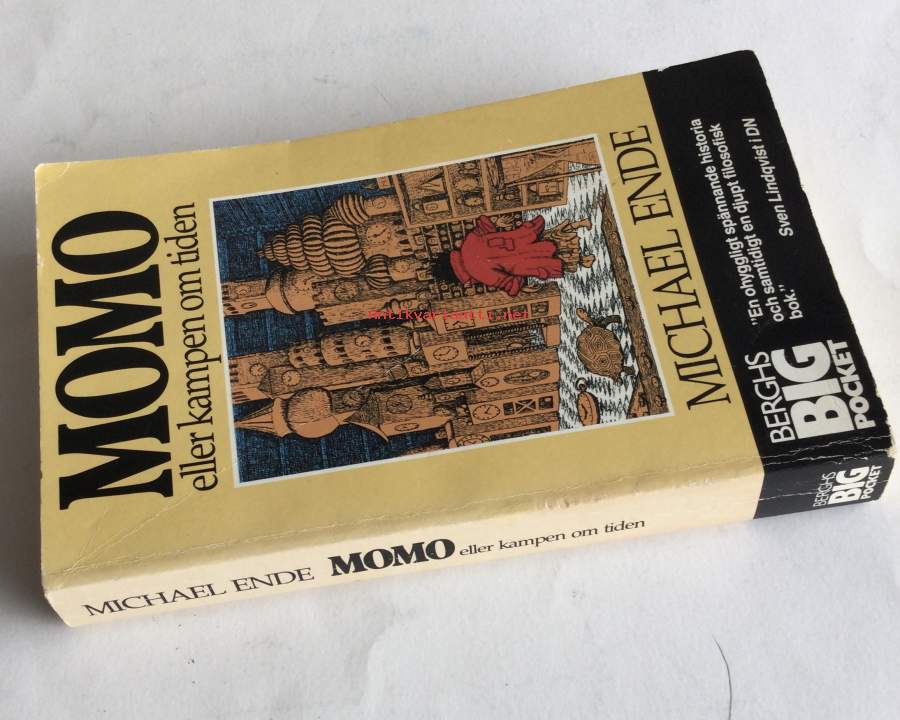 MOMO
eller kampen om tiden
MICHAEL ENDE
"En ohyggligt spännande historia
och samtidigt en djupt filosofisk
bok."
Sven Lindqvist i DN
BERGHS
BIG
POCKET
MICHAEL ENDE MOMO eller kampen om tiden
BERGHS
BIG
POCKET
antikvariantti.net